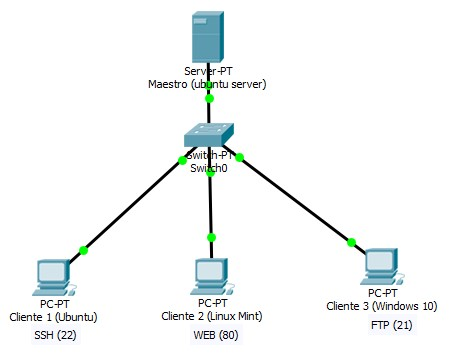 Server-PT
Maestro (ubuntu server)
Switch-PT
Switch0
PC-PT
Cliente 1 (Ubuntu)
SSH (22)
PC-PT
Cliente 2 (Linux Mint)
WEB (80)
PC-PT
Cliente 3 (Windows 10)
FTP (21)